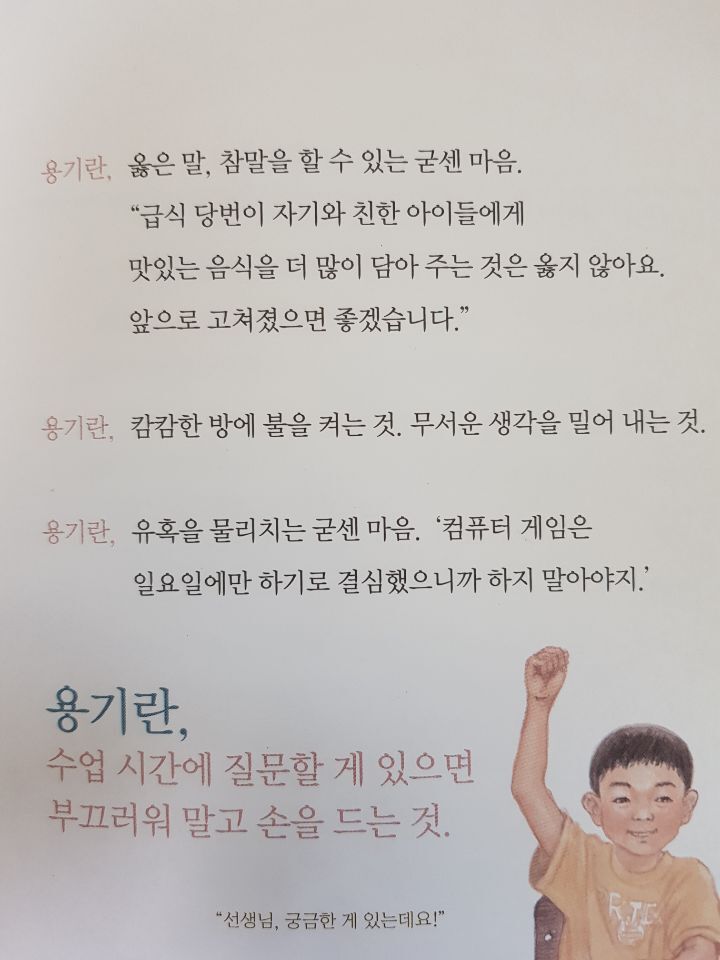 용기란, 옳은 말, 참말을 할 수 있는 굳센 마음.
“급식 당번이 자기와 친한 아이들에게
맛있는 음식을 더 많이 담아 주는 것은 옳지 않아요.
앞으로 고쳐졌으면 좋겠습니다.”
용기란, 캄캄한 방에 불을 켜는 것. 무서운 생각을 밀어 내는 것.
용기란, 유혹을 물리치는 굳센 마음. ‘컴퓨터 게임은
일요일에만 하기로 결심했으니까 하지 말아야지.’
용기란,
수업 시간에 질문할 게 있으면
부끄러워 말고 손을 드는 것.
“선생님, 궁금한 게 있는데요!”